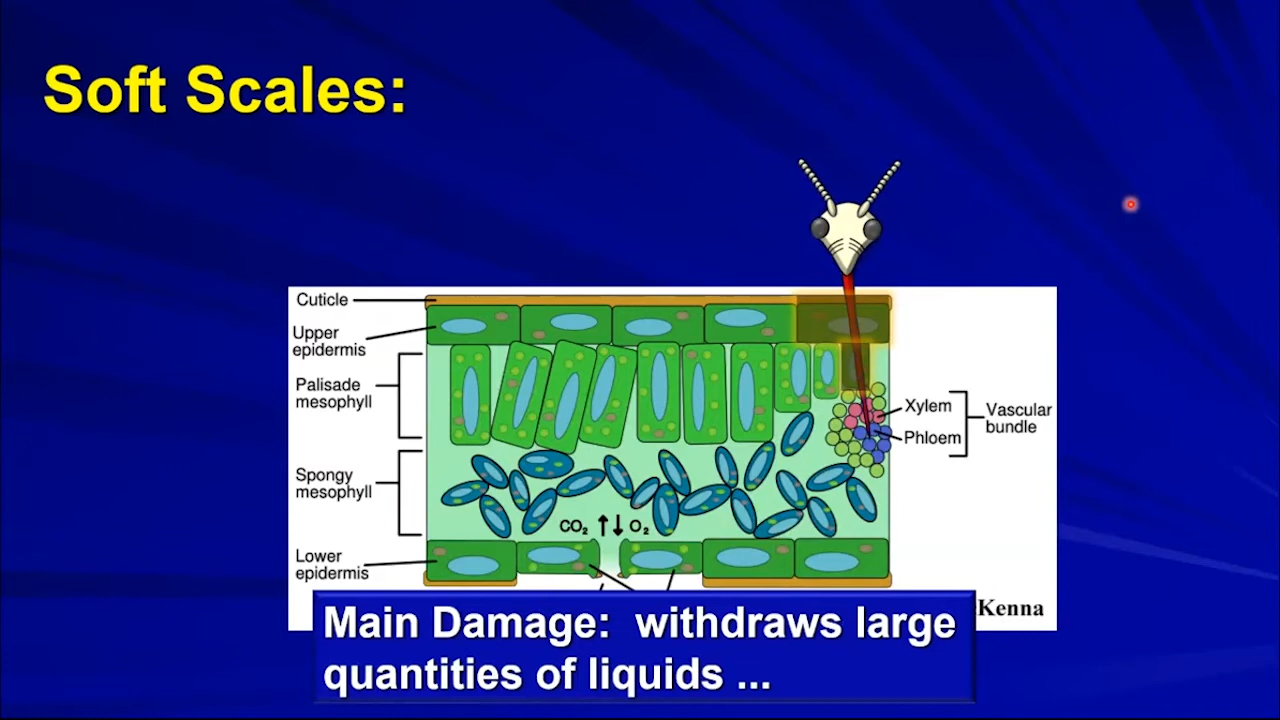 Soft Scales:
Cuticle
Upper
epidermis
Palisade
mesophyll
Spongy
mesophyll
Lower
epidermis
CO₂
O₂
Xylem
Phloem
Vascular
bundle
Kenna
Main Damage: withdraws large
quantities of liquids ...